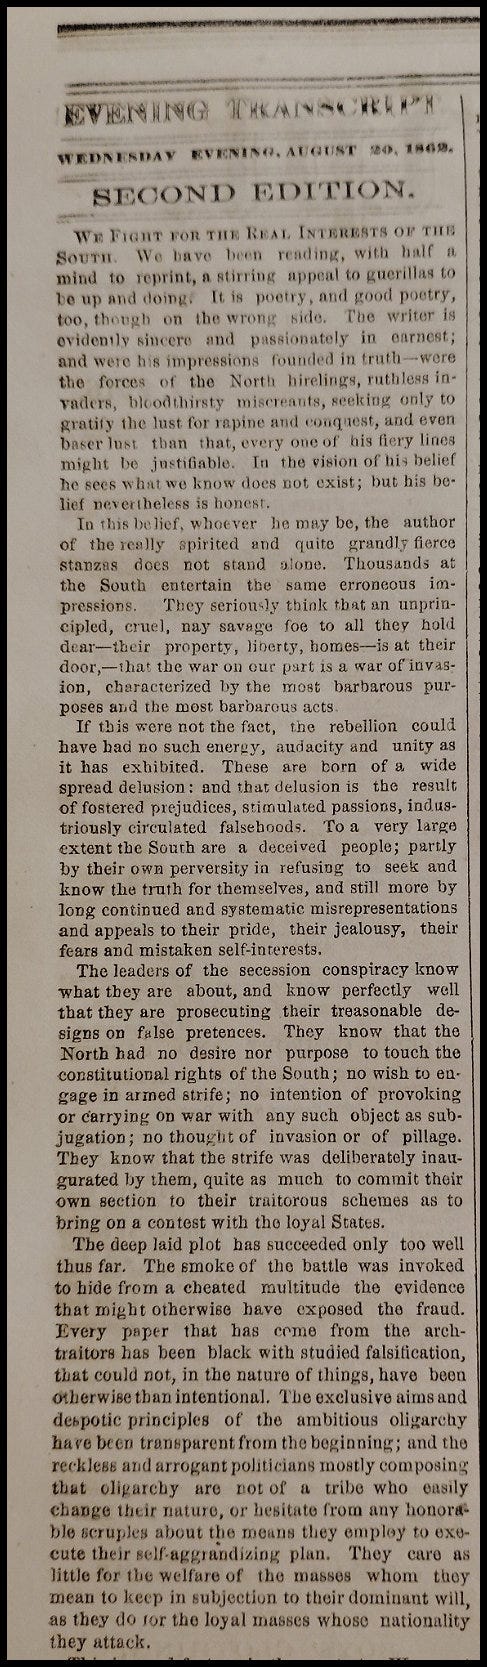 EVENING TRANSCRIPT
WEDNESDAY EVENING, AUGUST 20, 1862.
SECOND EDITION.
WE FIGHT FOR THE REAL INTERESTS OF THE
SOUTH. We have been reading, with half a
mind to reprint, a stirring appeal to guerillas to
be up and doing. It is poetry, and good poetry,
too, though on the wrong side. The writer is
evidently sincere and passionately in earnest;
and were his impressions founded in truth—were
the forces of the North hirelings, ruthless in-
vaders, bloodthirsty miscreants, seeking only to
gratify the lust for rapine and conquest, and even
baser lust than that, every one of his fiery lines
might be justifiable. In the vision of his belief
he sees what we know does not exist; but his be-
lief nevertheless is honest.
In this belief, whoever he may be, the author
of the really spirited and quite grandly fierce
stanzas does not stand alone. Thousands at
the South entertain the same erroneous im-
pressions. They seriously think that an unprin-
cipled, cruel, nay savage foe to all they hold
dear—their property, liberty, homes—is at their
door,—that the war on our part is a war of invas-
ion, characterized by the most barbarous pur-
poses and the most barbarous acts.
If this were not the fact, the rebellion could
have had no such energy, audacity and unity as
it has exhibited. These are born of a wide
spread delusion: and that delusion is the result
of fostered prejudices, stimulated passions, indus-
triously circulated falsehoods. To a very large
extent the South are a deceived people; partly
by their own perversity in refusing to seek and
know the truth for themselves, and still more by
long continued and systematic misrepresentations
and appeals to their pride, their jealousy, their
fears and mistaken self-interests.
The leaders of the secession conspiracy know
what they are about, and know perfectly well
that they are prosecuting their treasonable de-
signs on false pretences. They know that the
North had no desire nor purpose to touch the
constitutional rights of the South; no wish to en-
gage in armed strife; no intention of provoking
or carrying on war with any such object as sub-
jugation; no thought of invasion or of pillage.
They know that the strife was deliberately inau-
gurated by them, quite as much to commit their
own section to their traitorous schemes as to
bring on a contest with the loyal States.
The deep laid plot has succeeded only too well
thus far. The smoke of the battle was invoked
to hide from a cheated multitude the evidence
that might otherwise have exposed the fraud.
Every paper that has come from the arch-
traitors has been black with studied falsification,
that could not, in the nature of things, have been
otherwise than intentional. The exclusive aims and
despotic principles of the ambitious oligarchy
have been transparent from the beginning; and the
reckless and arrogant politicians mostly composing
that oligarchy are not of a tribe who easily
change their nature, or hesitate from any honora-
ble scruples about the means they employ to exe-
cute their self-aggrandizing plan. They care as
little for the welfare of the masses whom they
mean to keep in subjection to their dominant will,
as they do for the loyal masses whose nationality
they attack.